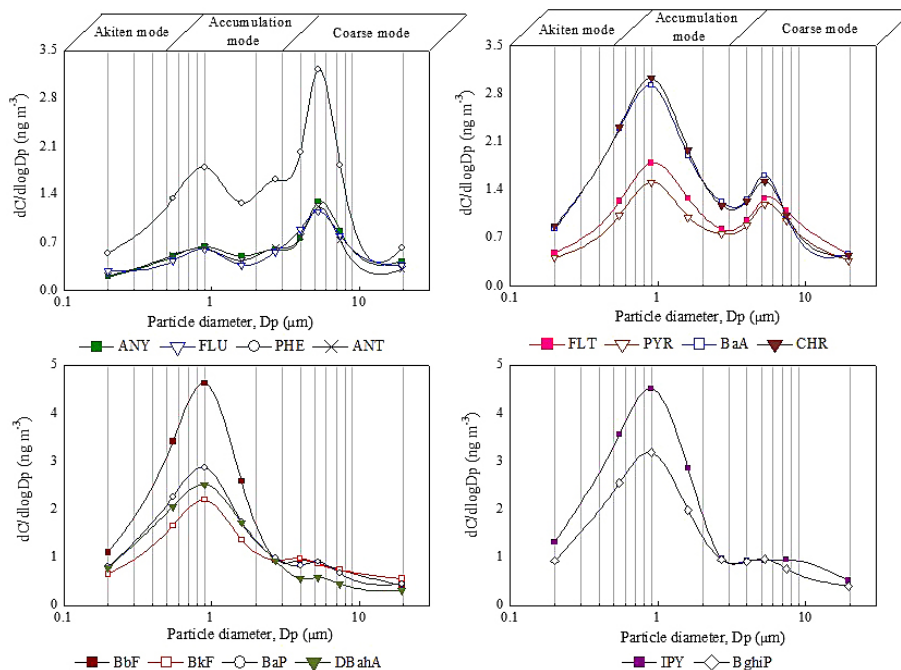 Akiten mode Accumulation mode Coarse mode
3.5
2.8
2.1
1.4
0.7
0.0
dC/dlogDp (ng m-3)
0.1 1 10
Particle diameter, Dp (μm)
ANY FLU PHE ANT
Akiten mode Accumulation mode Coarse mode
3.5
2.8
2.1
1.4
0.7
0.0
dC/dlogDp (ng m-3)
0.1 1 10
Particle diameter, Dp (μm)
FLT PYR BaA CHR
5
4
3
2
1
0
dC/dlogDp (ng m-3)
0.1 1 10
Particle diameter, Dp (μm)
BbF BkF BaP DBahA
5
4
3
2
1
0
dC/dlogDp (ng m-3)
0.1 1 10
Particle diameter, Dp (μm)
IPY BghiP